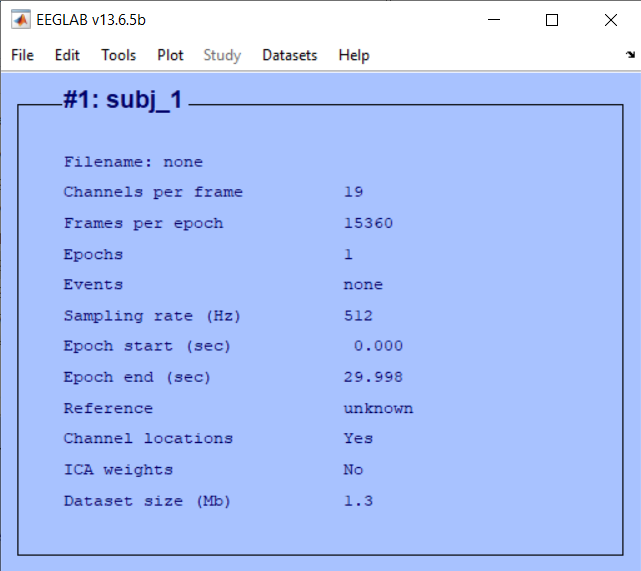 EEGLAB v13.6.5b
File Edit Tools Plot Study Datasets Help
#1: subj_1
Filename: none
Channels per frame 19
Frames per epoch 15360
Epochs 1
Events none
Sampling rate (Hz) 512
Epoch start (sec) 0.000
Epoch end (sec) 29.998
Reference unknown
Channel locations Yes
ICA weights No
Dataset size (Mb) 1.3